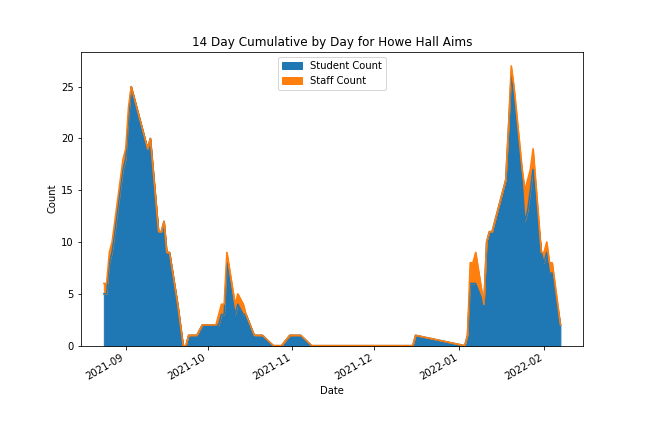 14 Day Cumulative by Day for Howe Hall Aims
Student Count
Staff Count
25
20
15
10
5
0
Count
2021-09
2021-10
2021-11
2021-12
2022-01
2022-02
Date